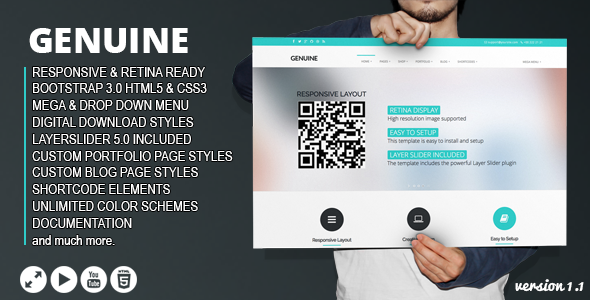 GENUINE
RESPONSIVE & RETINA READY
BOOTSTRAP 3.0 HTML5 & CSS3
MEGA & DROP DOWN MENU
DIGITAL DOWNLOAD STYLES
LAYERSLIDER 5.0 INCLUDED
CUSTOM PORTFOLIO PAGE STYLES
CUSTOM BLOG PAGE STYLES
SHORTCODE ELEMENTS
UNLIMITED COLOR SCHEMES
DOCUMENTATION
and much more.
You
Tube
HTML
5
GENUINE
RESPONSIVE LAYOUT
RETINA DISPLAY
High resolution image supported
EASY TO SETUP
This template is easy to install and setup
LAYER SLIDER INCLUDED
The template includes the powerful Layer Slider plugin
Responsive Layout
Easy to Setup
version 1.1